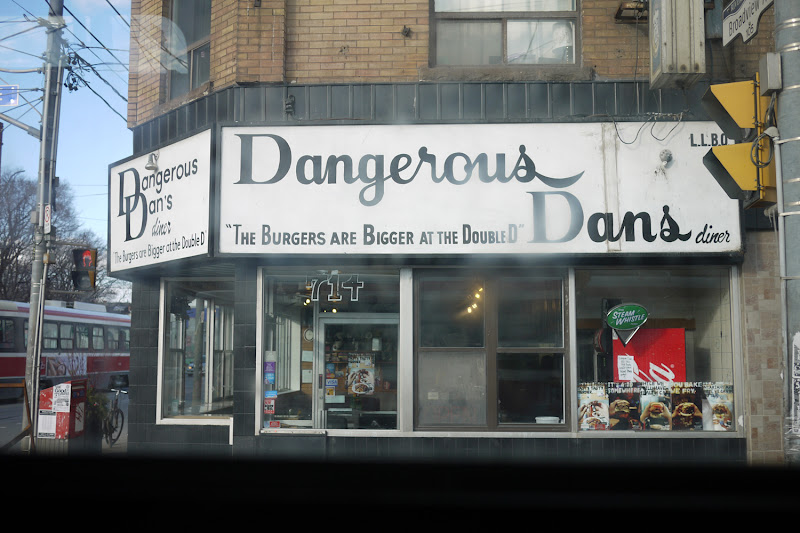 Broadview
Dangerous
Dan's
diner
"The Burgers are Bigger at the Double D"
L.L.B.O.
Dangerous
Dans diner
"The Burgers are Bigger at the Double D"
714
STEAM
WHISTLE